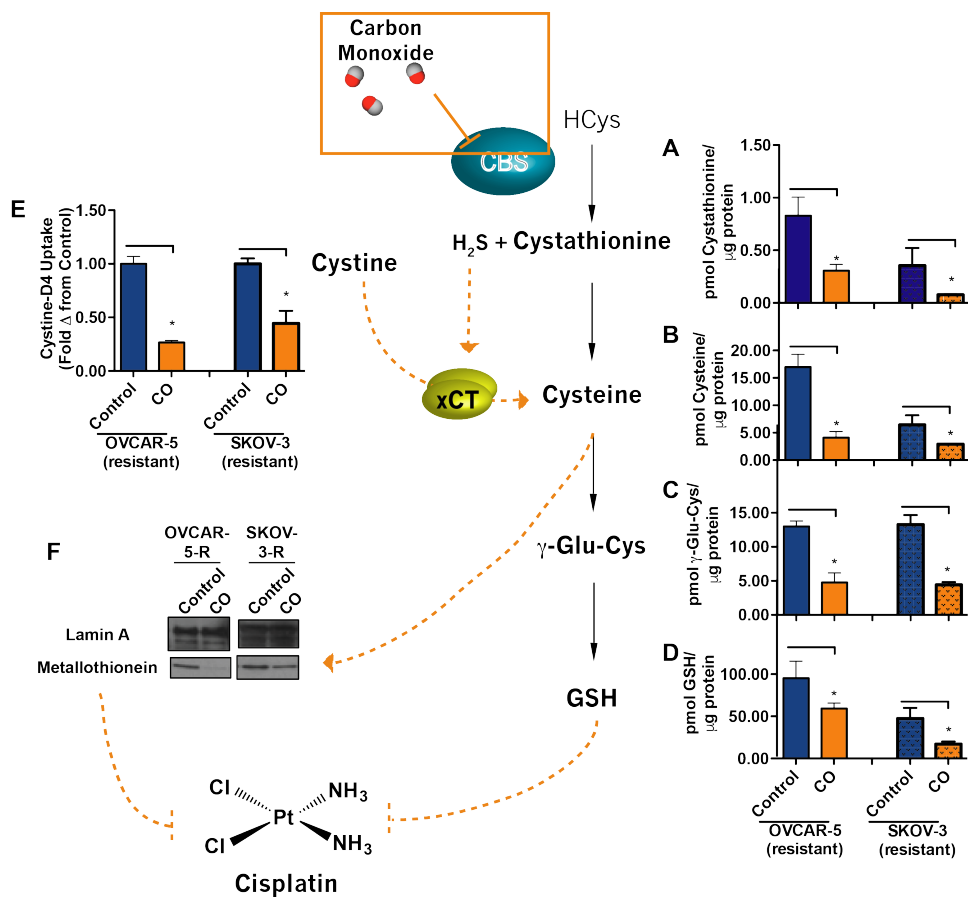 Carbon
Monoxide
CBS
HCys
H2S + Cystathionine
Cystine
xCT
Cysteine
γ-Glu-Cys
GSH
E
Cystine-D4 Uptake
(Fold Δ from Control)
1.50
1.00
0.50
0.00
*
*
Control
CO
Control
CO
OVCAR-5
(resistant)
SKOV-3
(resistant)
F
OVCAR-
5-R
SKOV-
3-R
Control
CO
Control
CO
Lamin A
Metallothionein
Cl
Cl
Pt
NH3
NH3
Cisplatin
A
pmol Cystathionine/
µg protein
1.50
1.00
0.50
0.00
*
*
B
pmol Cysteine/
µg protein
20.00
15.00
10.00
5.00
0.00
*
*
C
pmol γ-Glu-Cys/
µg protein
15.00
10.00
5.00
0.00
*
*
D
pmol GSH/
µg protein
100.00
50.00
0.00
*
*
Control
CO
Control
CO
OVCAR-5
(resistant)
SKOV-3
(resistant)